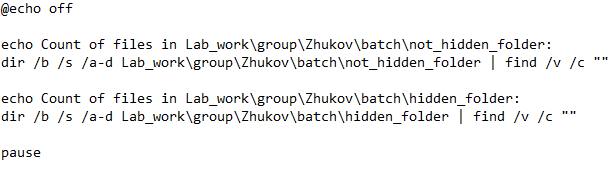 @echo off
echo Count of files in Lab_work\group\Zhukov\batch\not_hidden_folder:
dir /b /s /a-d Lab_work\group\Zhukov\batch\not_hidden_folder | find /v /c ""
echo Count of files in Lab_work\group\Zhukov\batch\hidden_folder:
dir /b /s /a-d Lab_work\group\Zhukov\batch\hidden_folder | find /v /c ""
pause